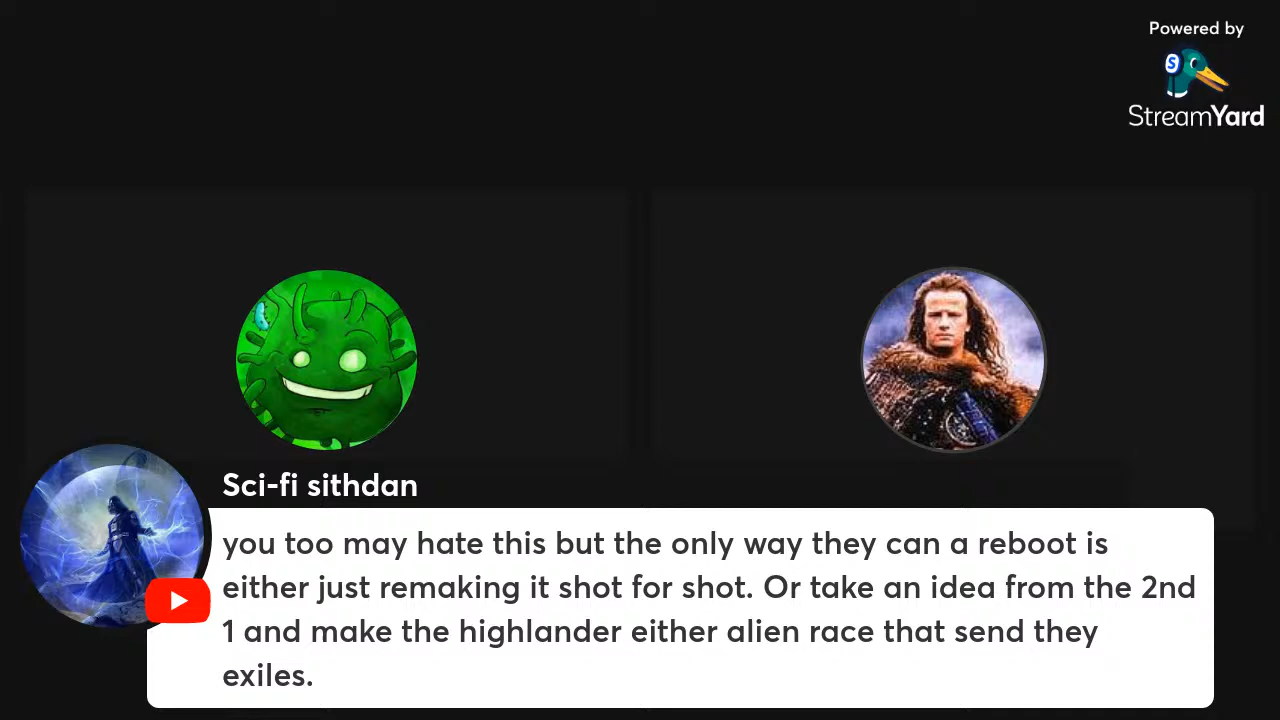 Powered by
S
StreamYard
Sci-fi sithdan
you too may hate this but the only way they can a reboot is
either just remaking it shot for shot. Or take an idea from the 2nd
1 and make the highlander either alien race that send they
exiles.